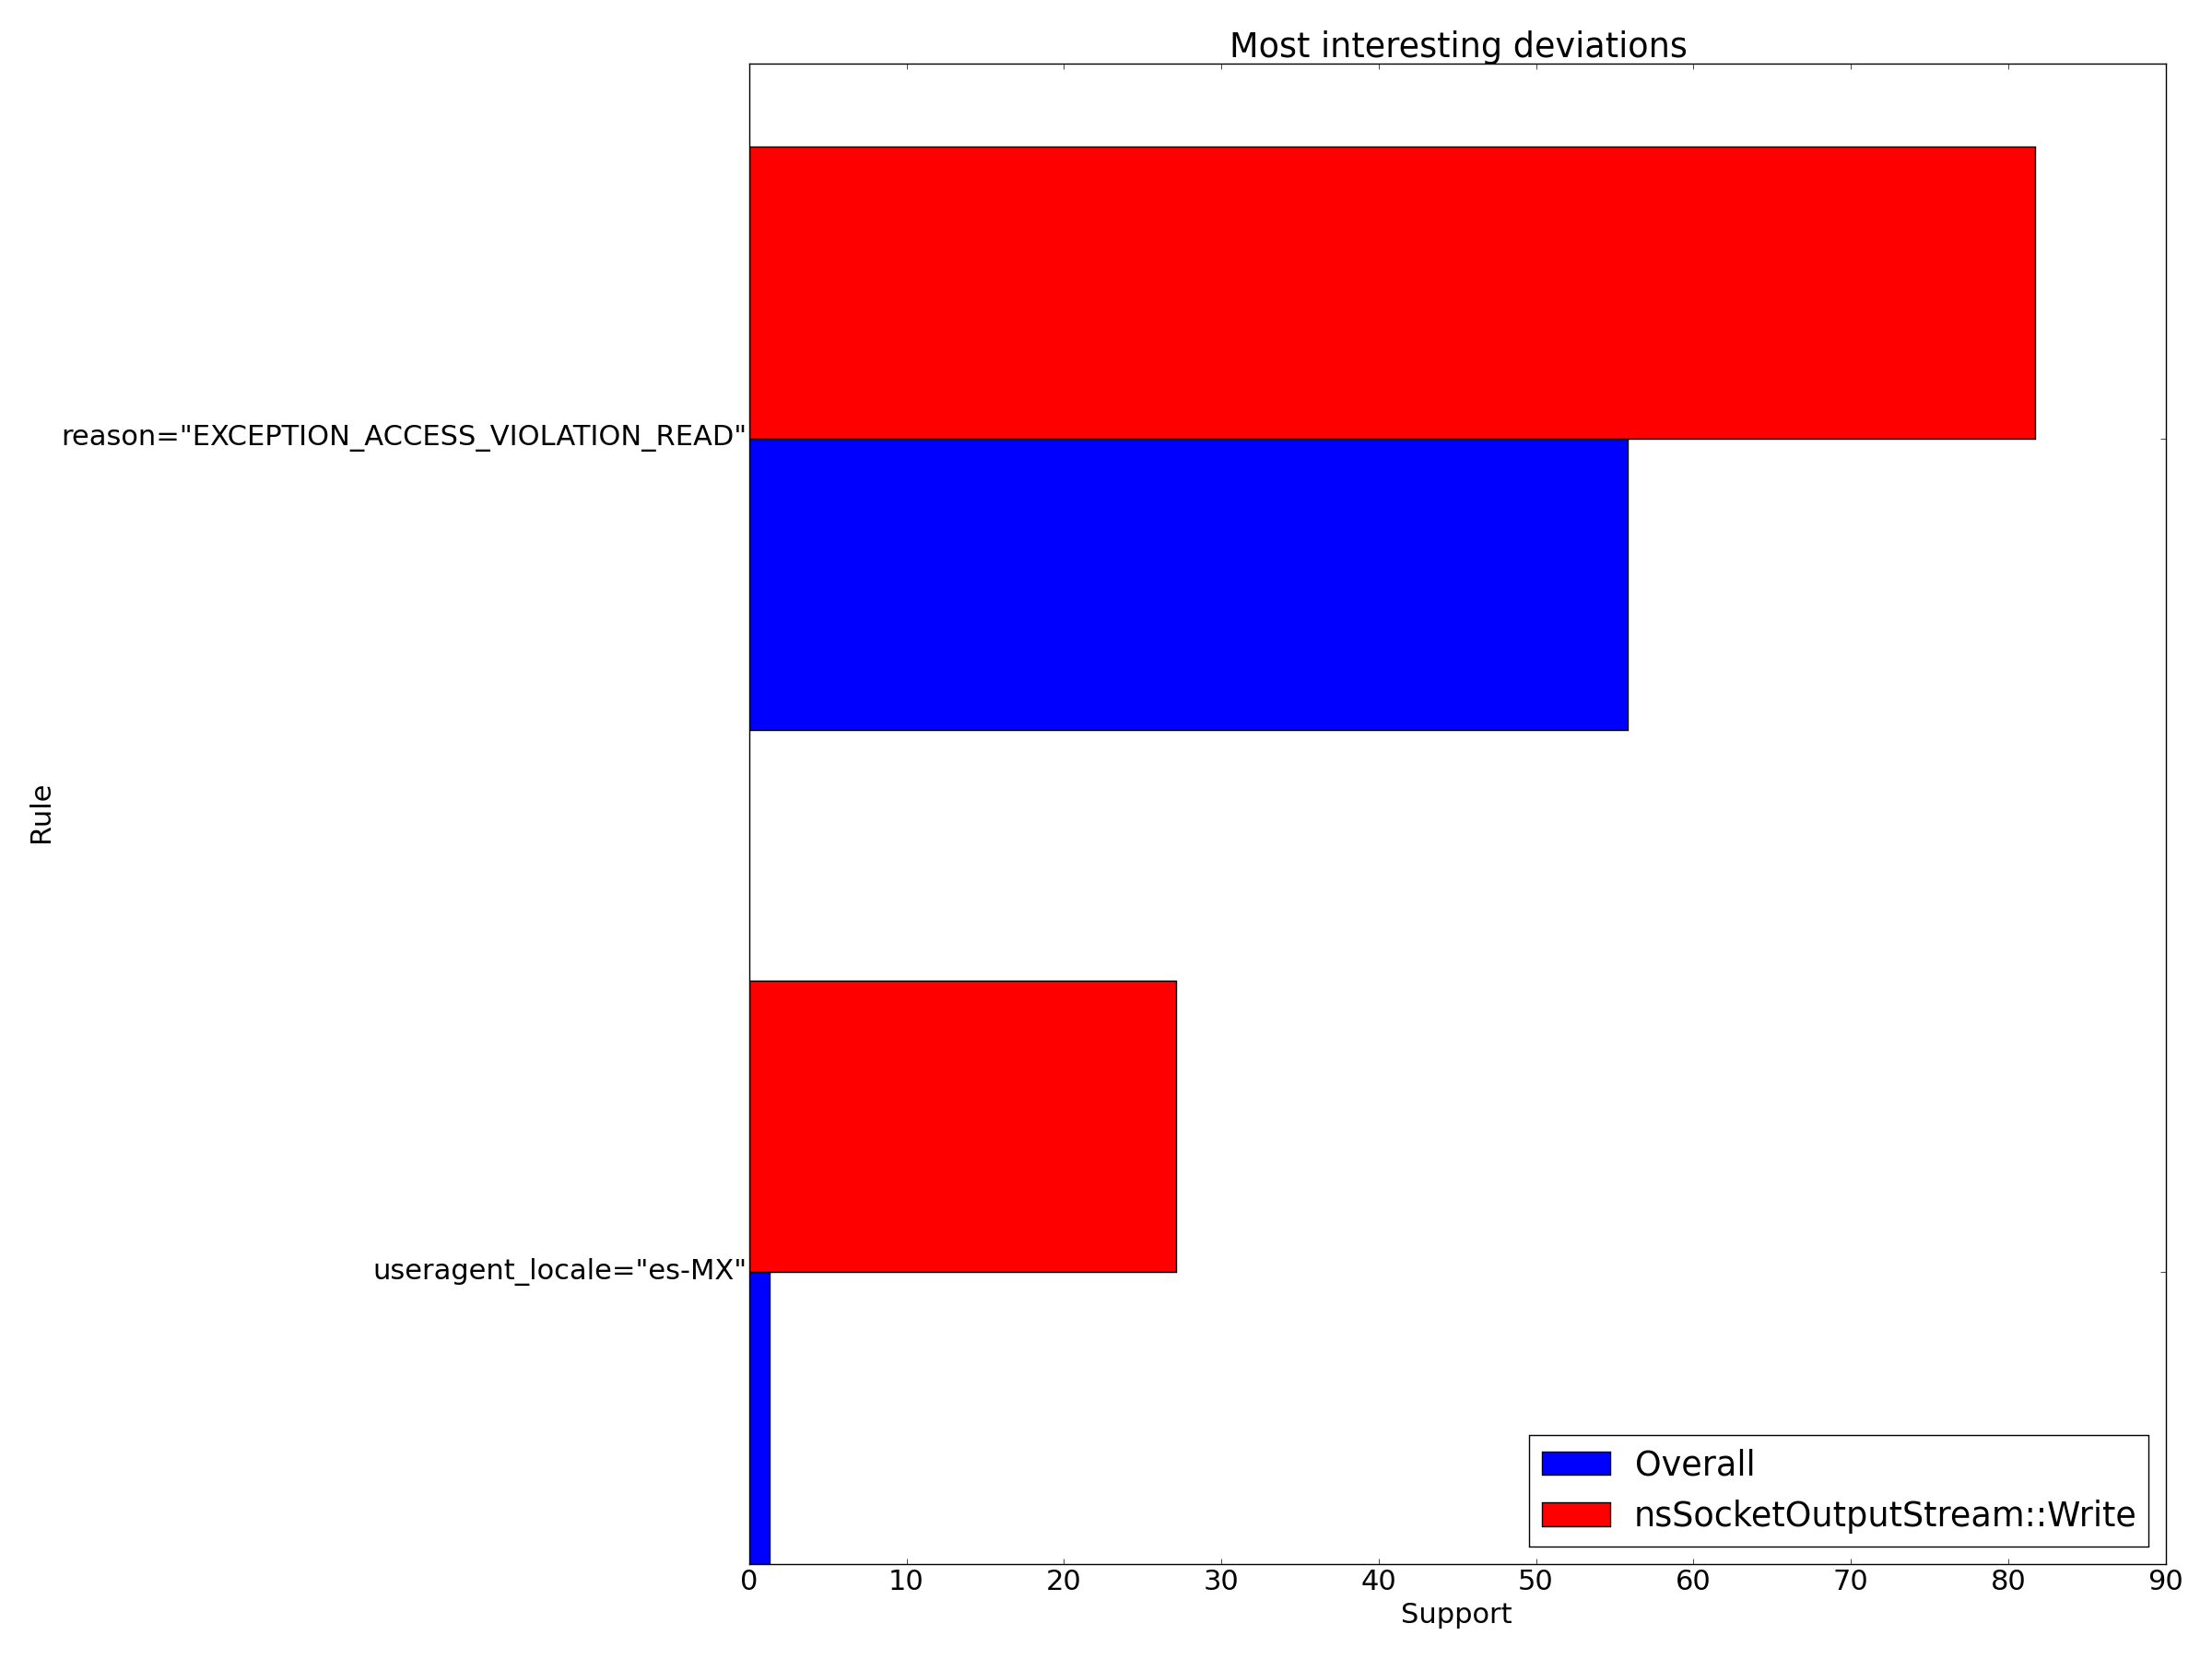 Most interesting deviations
reason="EXCEPTION_ACCESS_VIOLATION_READ"
Rule
useragent_locale="es-MX"
Overall
nsSocketOutputStream::Write
0 10 20 30 40 50 60 70 80 90
Support